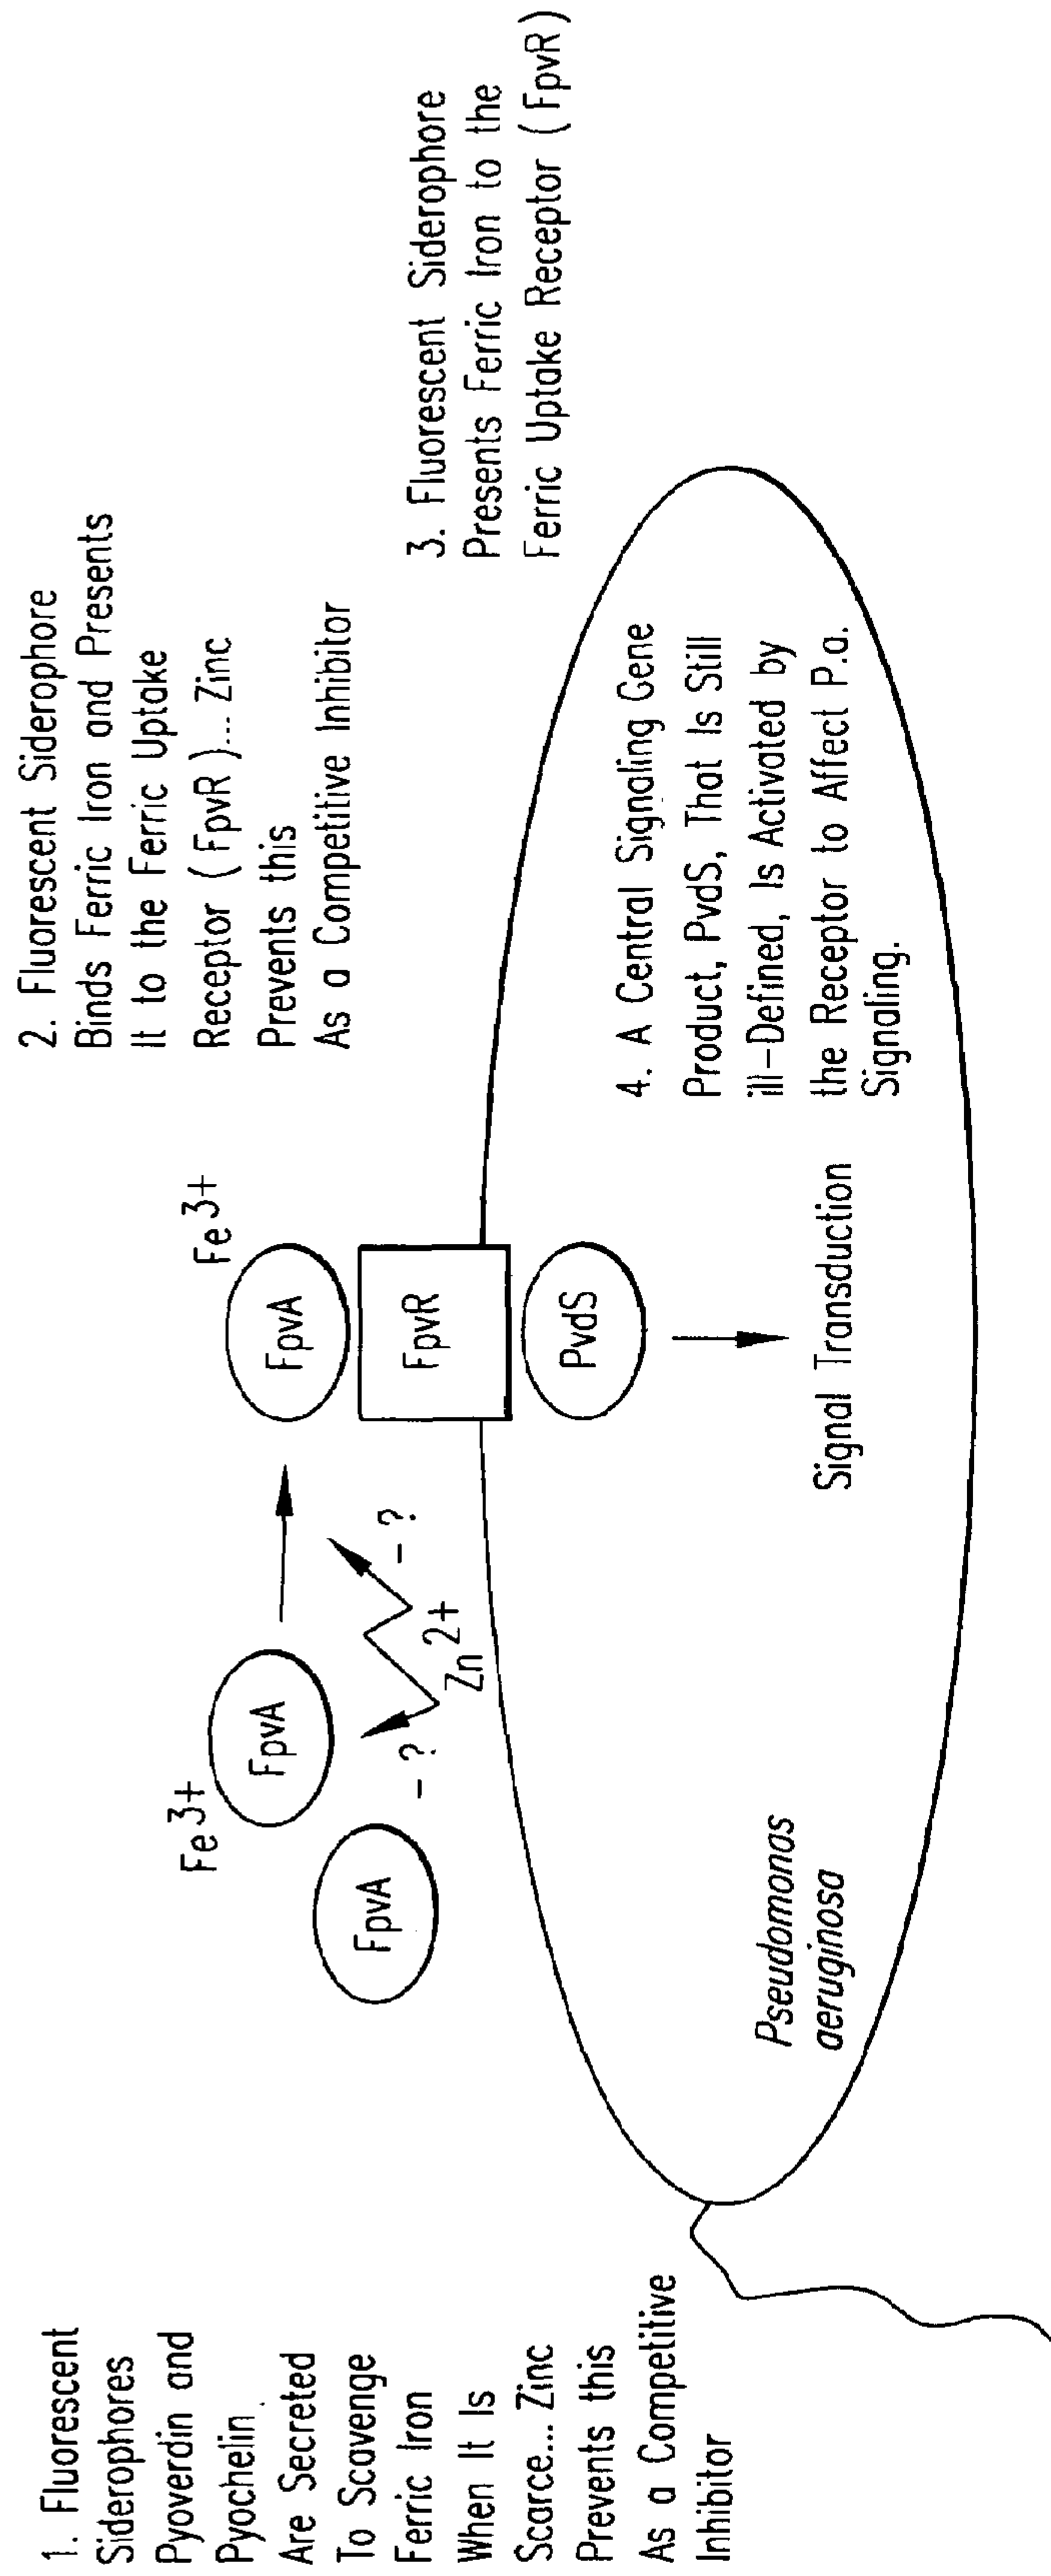 1. Fluorescent
Siderophores
Pyoverdin and
Pyochelin
Are Secreted
To Scavenge
Ferric Iron
When It Is
Scarce... Zinc
Prevents this
As a Competitive
Inhibitor
2. Fluorescent Siderophore
Binds Ferric Iron and Presents
It to the Ferric Uptake
Receptor (FpvR)... Zinc
Prevents this
As a Competitive Inhibitor
3. Fluorescent Siderophore
Presents Ferric Iron to the
Ferric Uptake Receptor (FpvR)
Fe3+
FpvA
Fe3+
FpvA
FpvA
- ?
- ?
Zn2+
FpvR
PvdS
Signal Transduction
4. A Central Signaling Gene
Product, PvdS, That Is Still
ill-Defined, Is Activated by
the Receptor to Affect P.a.
Signaling.
Pseudomonas
aeruginosa